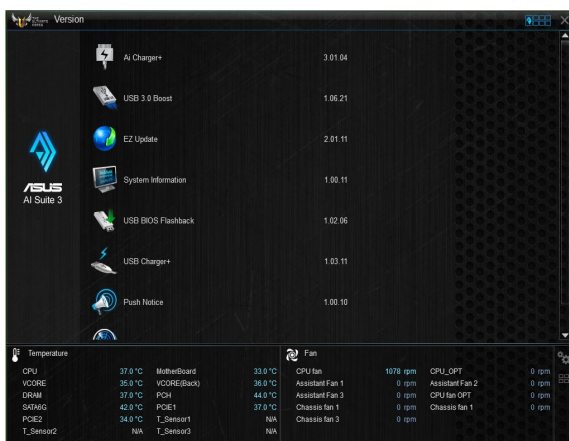 THE ULTIMATE FORCE Version
Ai Charger+ 3.01.04
USB 3.0 Boost 1.06.21
EZ Update 2.01.11
System Information 1.00.11
USB BIOS Flashback 1.02.06
USB Charger+ 1.03.11
Push Notice 1.00.10
ASUS
AI Suite 3
Temperature
CPU 37.0 °C MotherBoard 33.0 °C
VCORE 35.0 °C VCORE(Back) 36.0 °C
DRAM 37.0 °C PCH 44.0 °C
SATA6G 42.0 °C PCIE1 37.0 °C
PCIE2 34.0 °C T_Sensor1 N/A
T_Sensor2 N/A T_Sensor3 N/A
Fan
CPU fan 1078 rpm CPU_OPT 0 rpm
Assistant Fan 1 0 rpm Assistant Fan 2 0 rpm
Assistant Fan 3 0 rpm CPU fan OPT 0 rpm
Chassis fan 1 0 rpm Chassis fan 1 0 rpm
Chassis fan 3 0 rpm